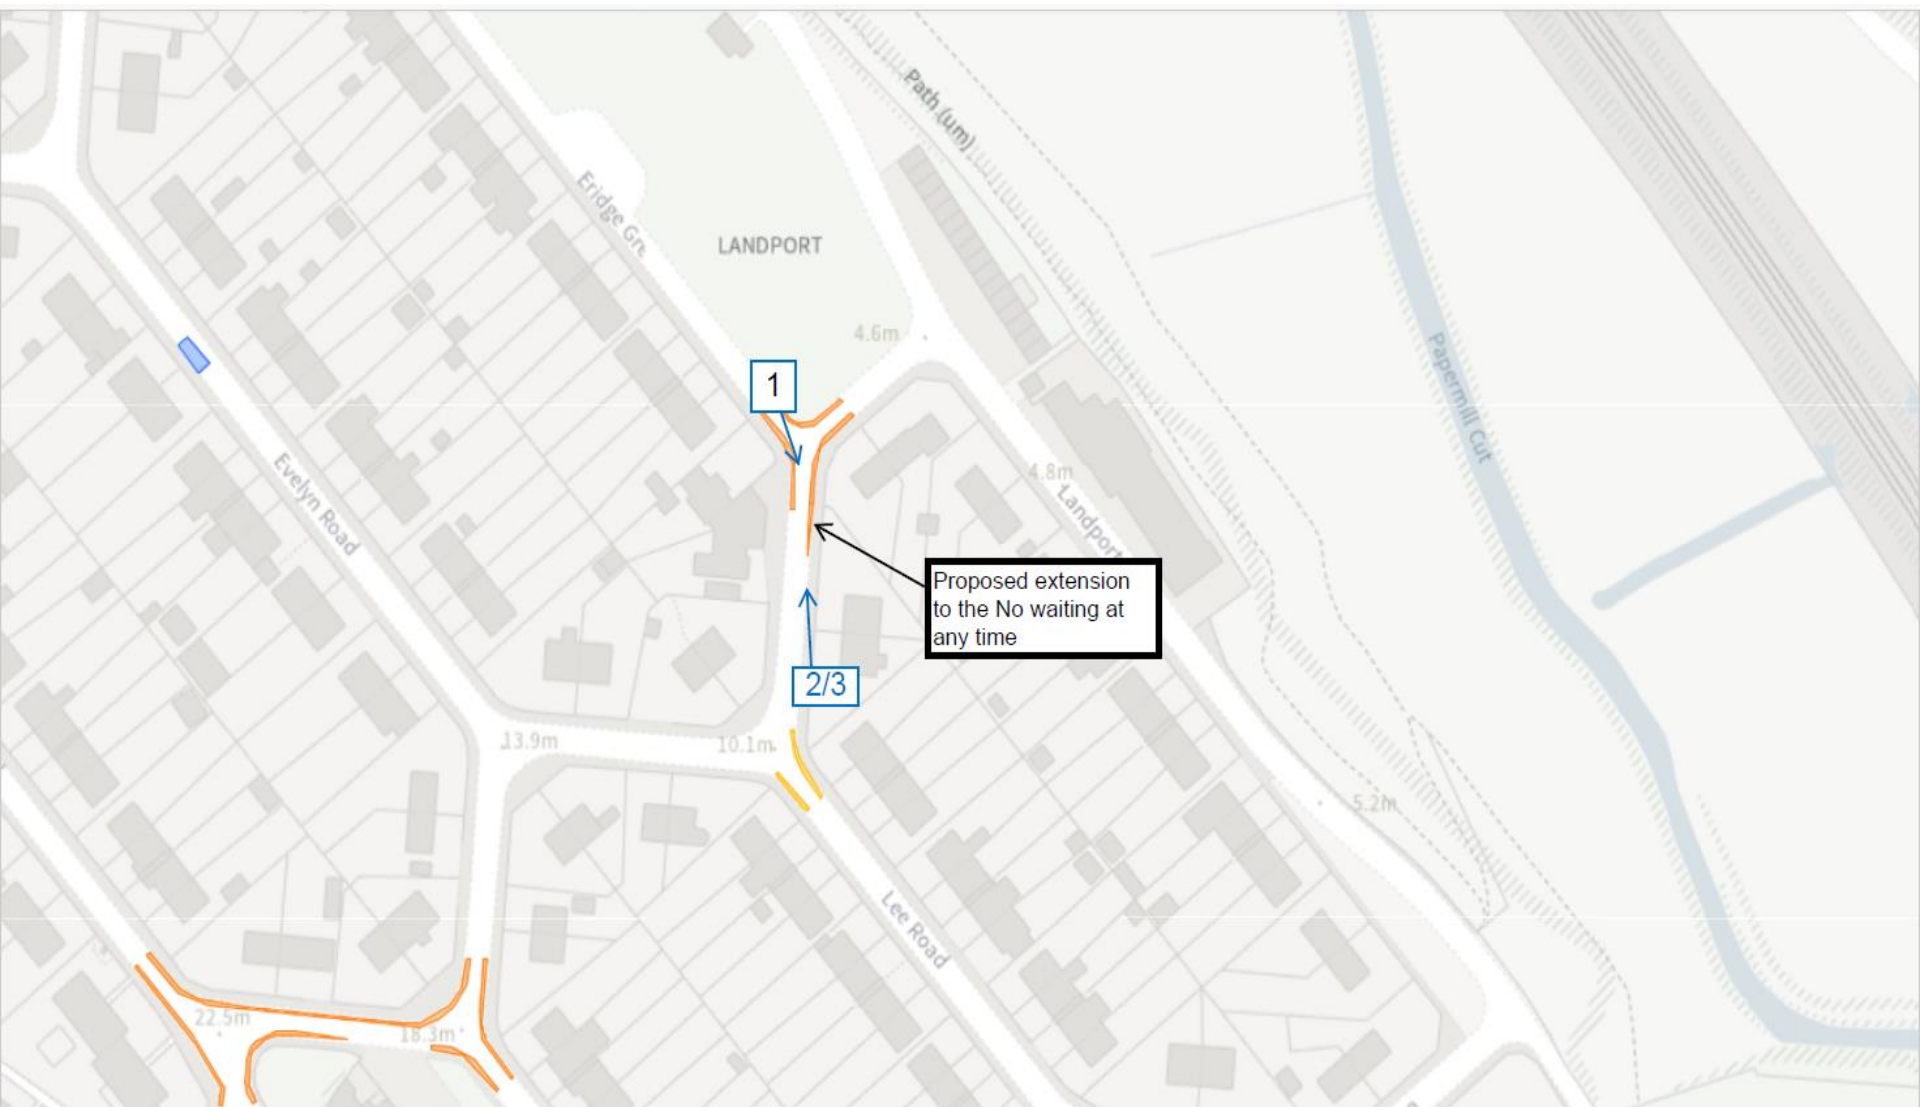 Path (um)
Eridge Gre
LANDPORT
4.6m
1
Papermill Cut
Evelyn Road
4.8m
Landport
Proposed extension
to the No waiting at
any time
2/3
13.9m
10.1m
5.2m
Lee Road
22.5m
18.3m